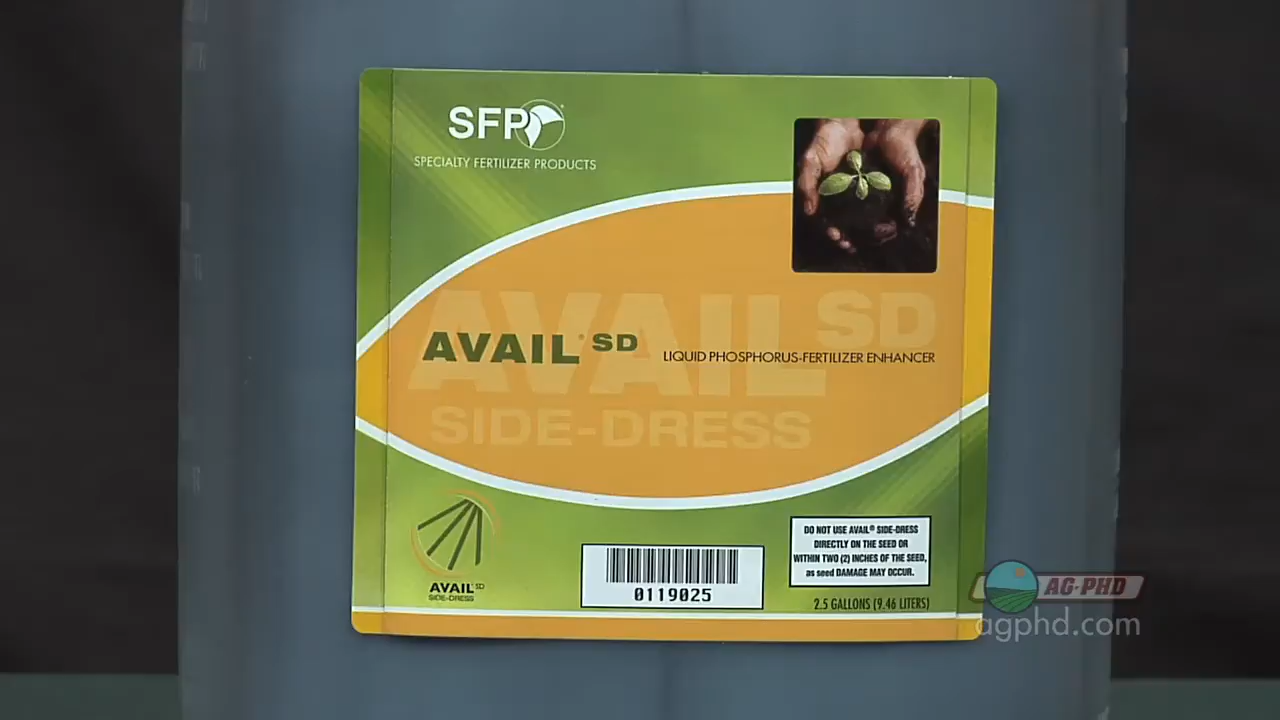 SFP
SPECIALTY FERTILIZER PRODUCTS
AVAIL SD
SIDE-DRESS
AVAIL® SD
LIQUID PHOSPHORUS-FERTILIZER ENHANCER
AVAIL SD
SIDE-DRESS
0119025
DO NOT USE AVAIL® SIDE-DRESS
DIRECTLY ON THE SEED OR
WITHIN TWO (2) INCHES OF THE SEED,
as seed DAMAGE MAY OCCUR.
2.5 GALLONS (9.46 LITERS)
AG-PHD
agphd.com